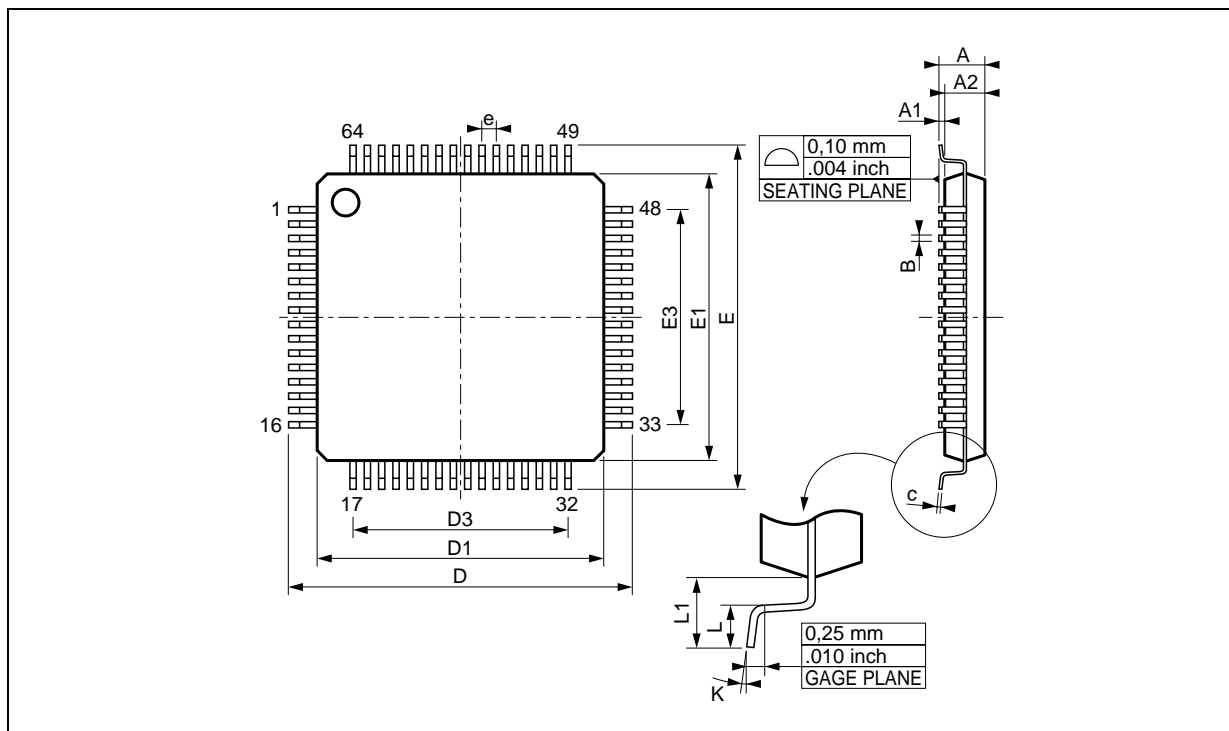 A
A2
A1
e
64
49
0,10 mm
.004 inch
SEATING PLANE
1
48
B
E3
E1
E
16
33
17
32
c
D3
D1
D
L1
L
0,25 mm
.010 inch
GAGE PLANE
K